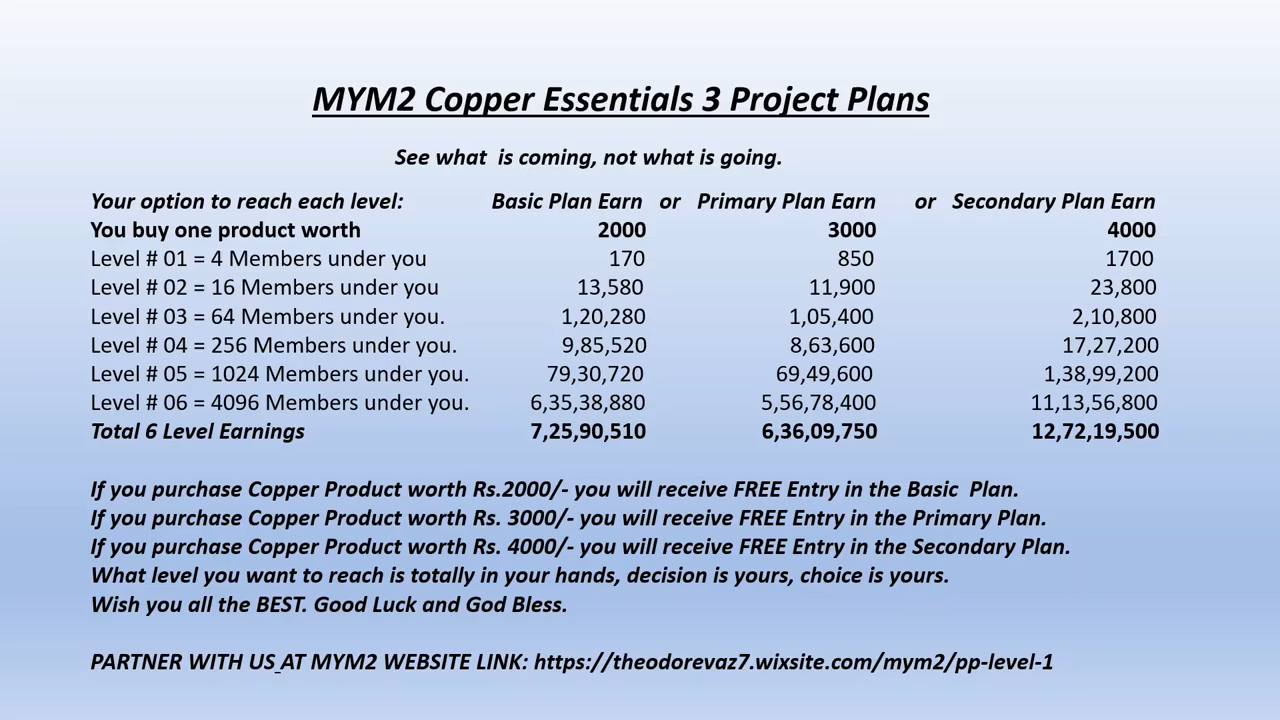 MYM2 Copper Essentials 3 Project Plans
See what is coming, not what is going.
Your option to reach each level: Basic Plan Earn or Primary Plan Earn or Secondary Plan Earn
You buy one product worth 2000 3000 4000
Level # 01 = 4 Members under you 170 850 1700
Level # 02 = 16 Members under you 13,580 11,900 23,800
Level # 03 = 64 Members under you. 1,20,280 1,05,400 2,10,800
Level # 04 = 256 Members under you. 9,85,520 8,63,600 17,27,200
Level # 05 = 1024 Members under you. 79,30,720 69,49,600 1,38,99,200
Level # 06 = 4096 Members under you. 6,35,38,880 5,56,78,400 11,13,56,800
Total 6 Level Earnings 7,25,90,510 6,36,09,750 12,72,19,500
If you purchase Copper Product worth Rs.2000/- you will receive FREE Entry in the Basic Plan.
If you purchase Copper Product worth Rs. 3000/- you will receive FREE Entry in the Primary Plan.
If you purchase Copper Product worth Rs. 4000/- you will receive FREE Entry in the Secondary Plan.
What level you want to reach is totally in your hands, decision is yours, choice is yours.
Wish you all the BEST. Good Luck and God Bless.
PARTNER WITH US AT MYM2 WEBSITE LINK: https://theodorevaz7.wixsite.com/mym2/pp-level-1